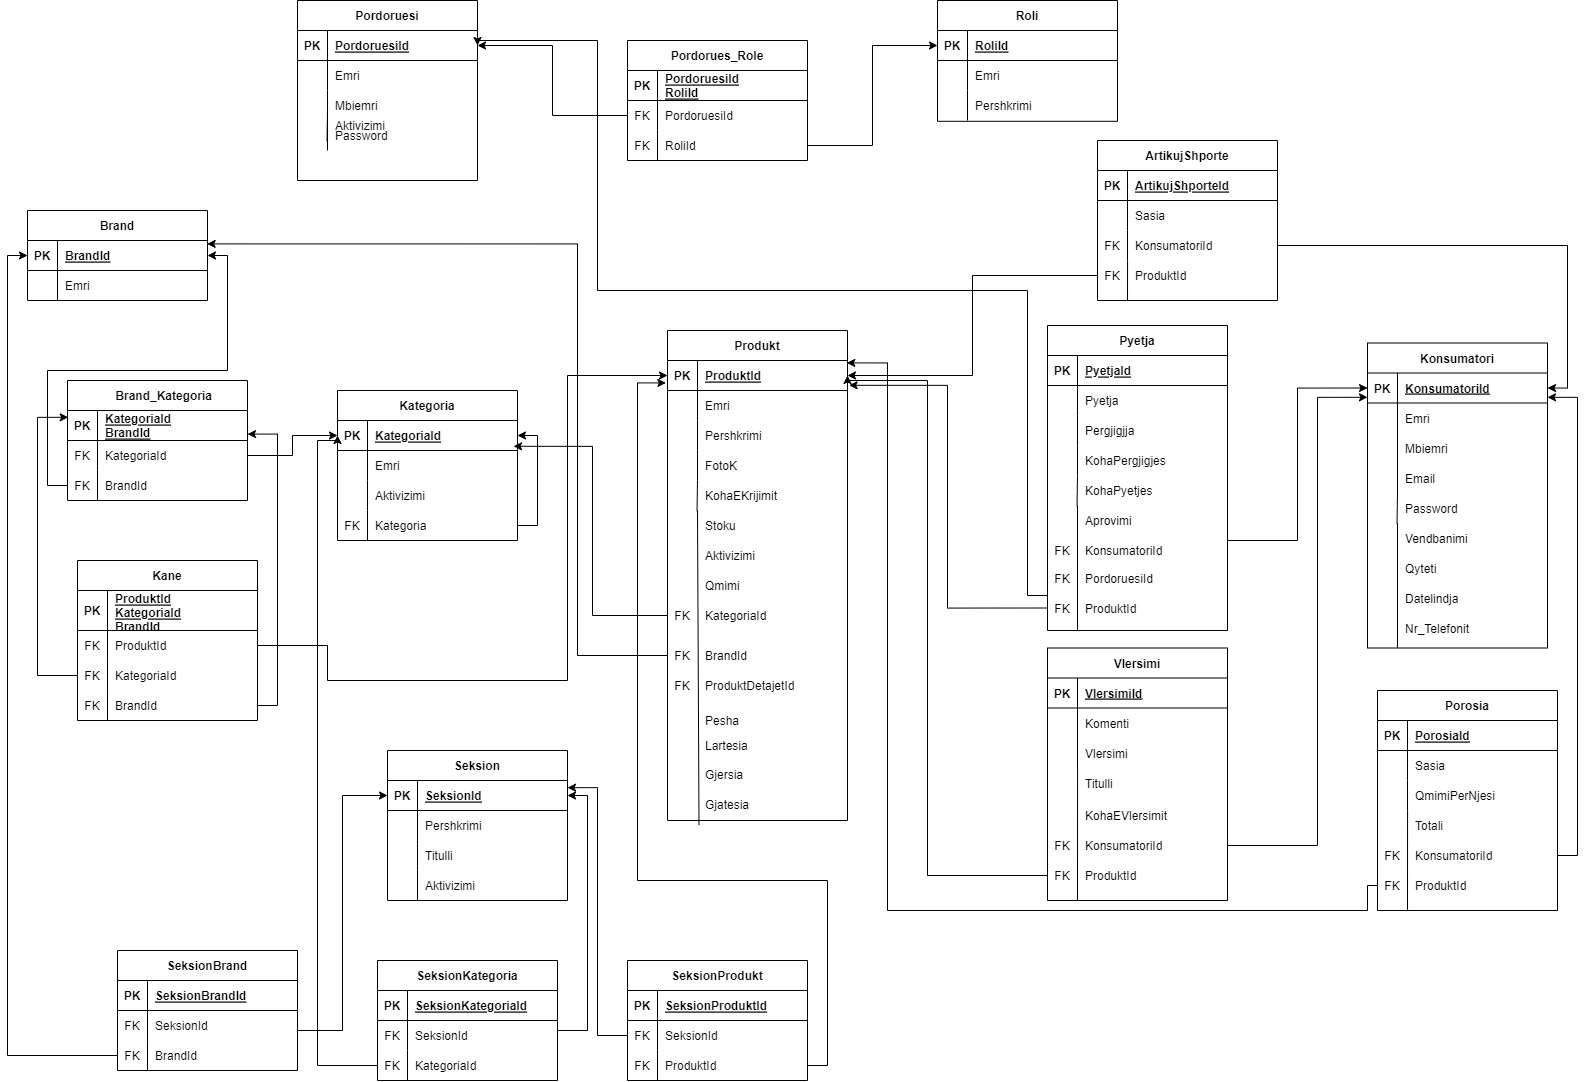 Pordoruesi
PK PordoruesiId
Emri
Mbiemri
Aktivizimi
Password
Pordorues_Role
PK PordoruesiId
RoliId
FK PordoruesiId
FK RoliId
Roli
PK RoliId
Emri
Pershkrimi
ArtikujShporte
PK ArtikujShporteId
Sasia
FK KonsumatoriId
FK ProduktId
Brand
PK BrandId
Emri
Brand_Kategoria
PK KategoriaId
BrandId
FK KategoriaId
FK BrandId
Kategoria
PK KategoriaId
Emri
Aktivizimi
FK Kategoria
Produkt
PK ProduktId
Emri
Pershkrimi
FotoK
KohaEKrijimit
Stoku
Aktivizimi
Qmimi
FK KategoriaId
FK BrandId
FK ProduktDetajetId
Pesha
Lartesia
Gjersia
Gjatesia
Pyetja
PK PyetjaId
Pyetja
Pergjigjja
KohaPergjigjes
KohaPyetjes
Aprovimi
FK KonsumatoriId
FK PordoruesiId
FK ProduktId
Konsumatori
PK KonsumatoriId
Emri
Mbiemri
Email
Password
Vendbanimi
Qyteti
Datelindja
Nr_Telefonit
Kane
PK ProduktId
KategoriaId
BrandId
FK ProduktId
FK KategoriaId
FK BrandId
Vlersimi
PK VlersimiId
Komenti
Vlersimi
Titulli
KohaEVlersimit
FK KonsumatoriId
FK ProduktId
Porosia
PK PorosiaId
Sasia
QmimiPerNjesi
Totali
FK KonsumatoriId
FK ProduktId
Seksion
PK SeksionId
Pershkrimi
Titulli
Aktivizimi
SeksionBrand
PK SeksionBrandId
FK SeksionId
FK BrandId
SeksionKategoria
PK SeksionKategoriaId
FK SeksionId
FK KategoriaId
SeksionProdukt
PK SeksionProduktId
FK SeksionId
FK ProduktId